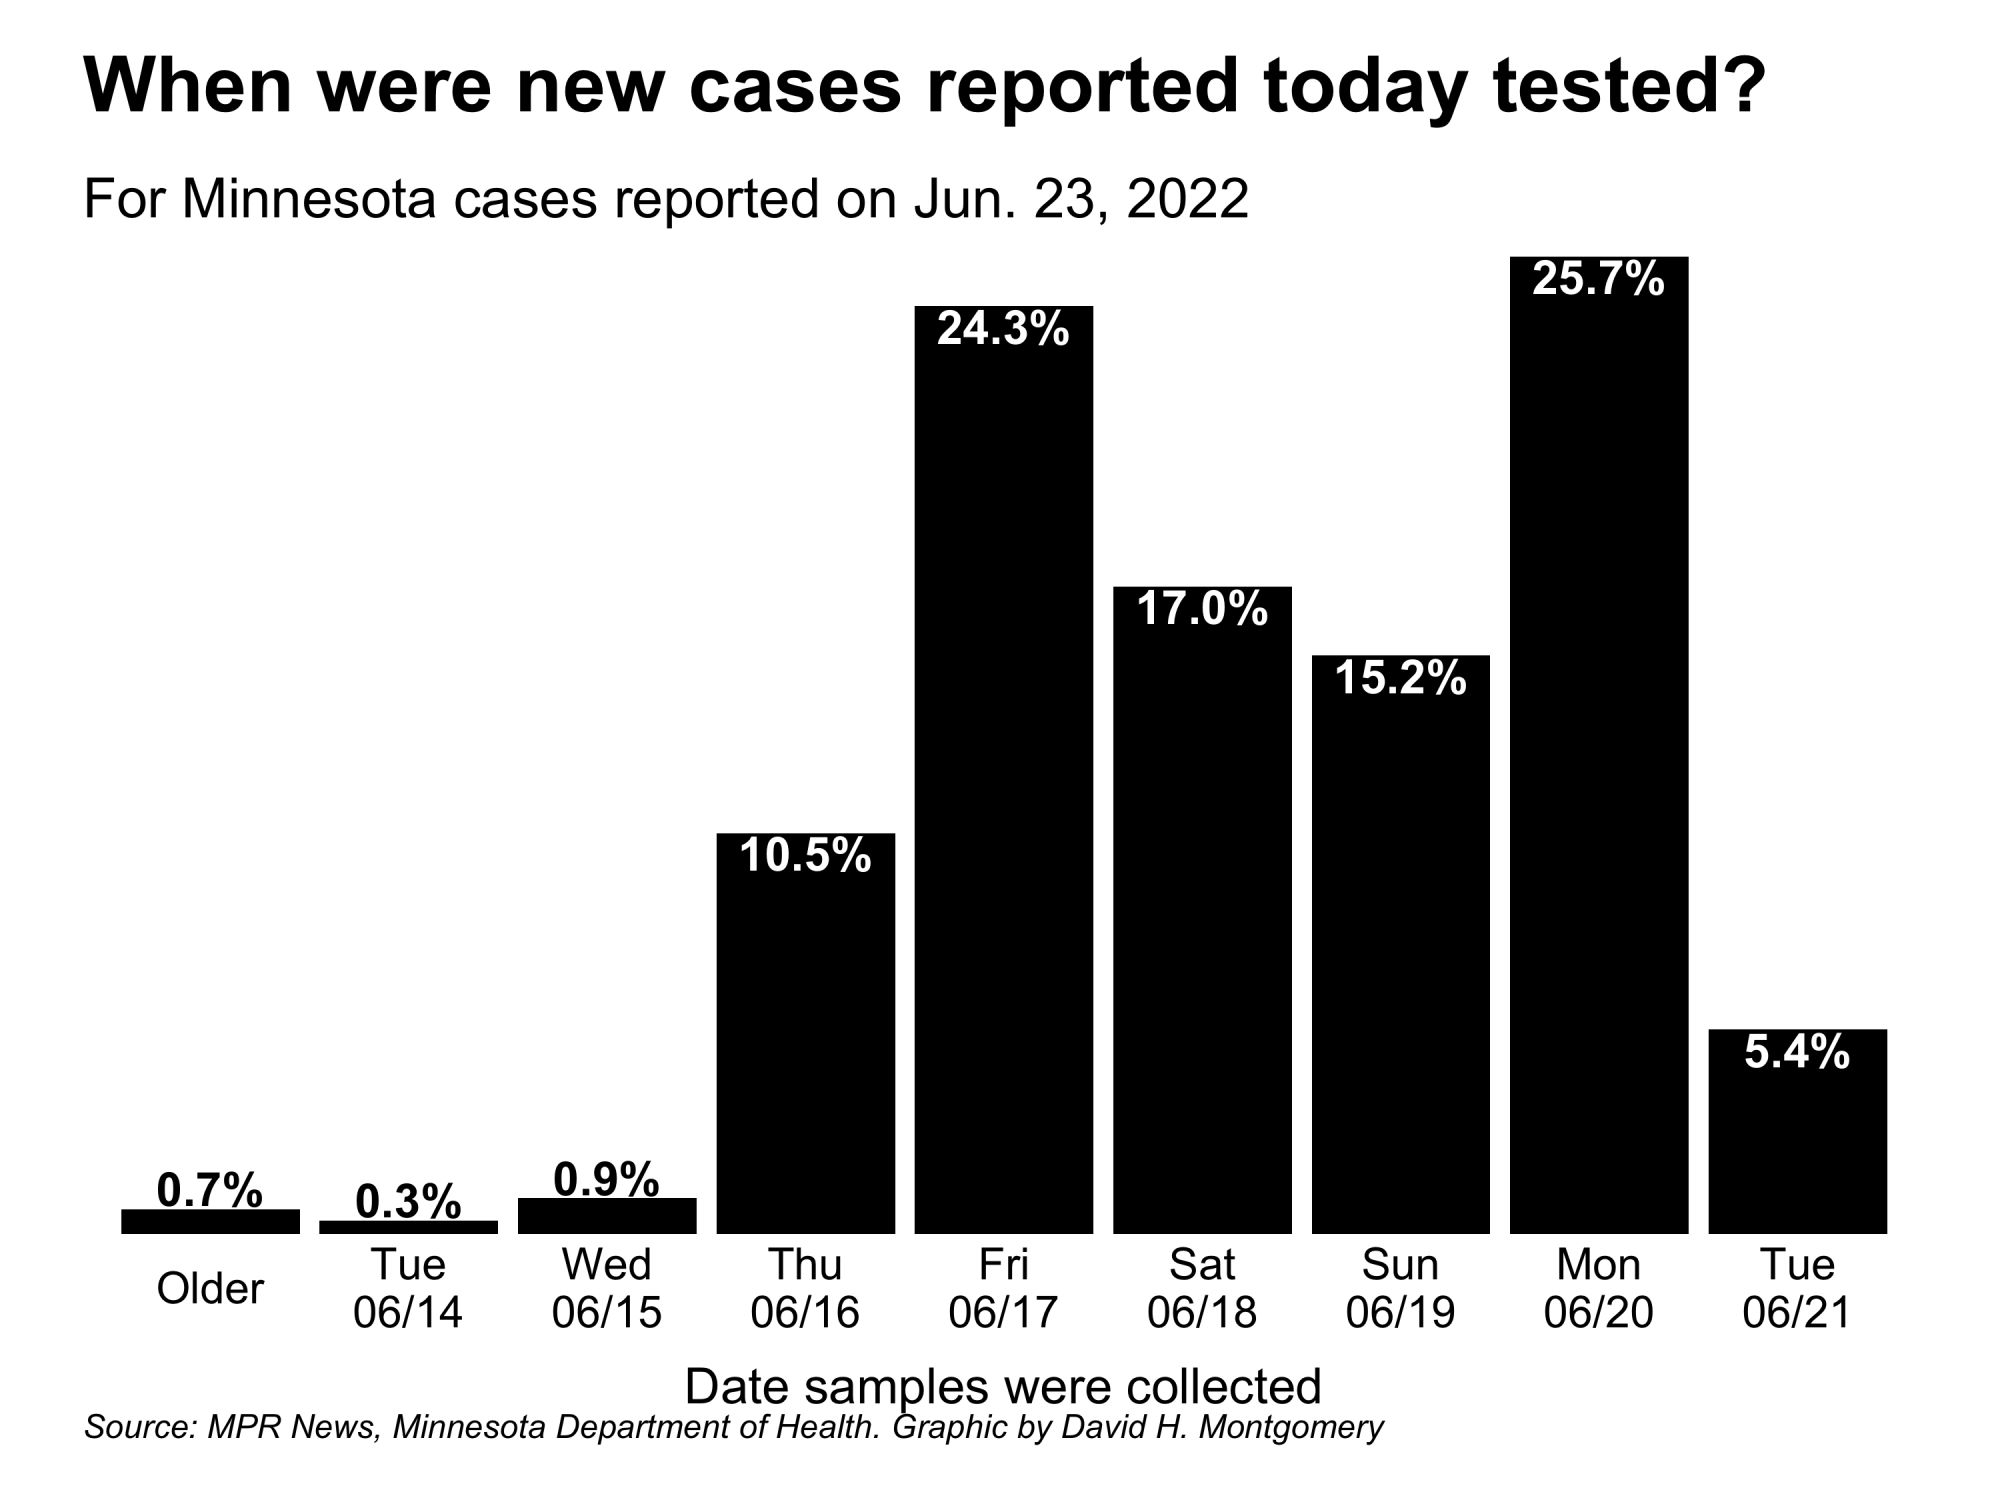 When were new cases reported today tested?
For Minnesota cases reported on Jun. 23, 2022
25.7%
24.3%
17.0%
15.2%
10.5%
5.4%
0.9%
0.7%
0.3%
Older
Tue
06/14
Wed
06/15
Thu
06/16
Fri
06/17
Sat
06/18
Sun
06/19
Mon
06/20
Tue
06/21
Date samples were collected
Source: MPR News, Minnesota Department of Health. Graphic by David H. Montgomery